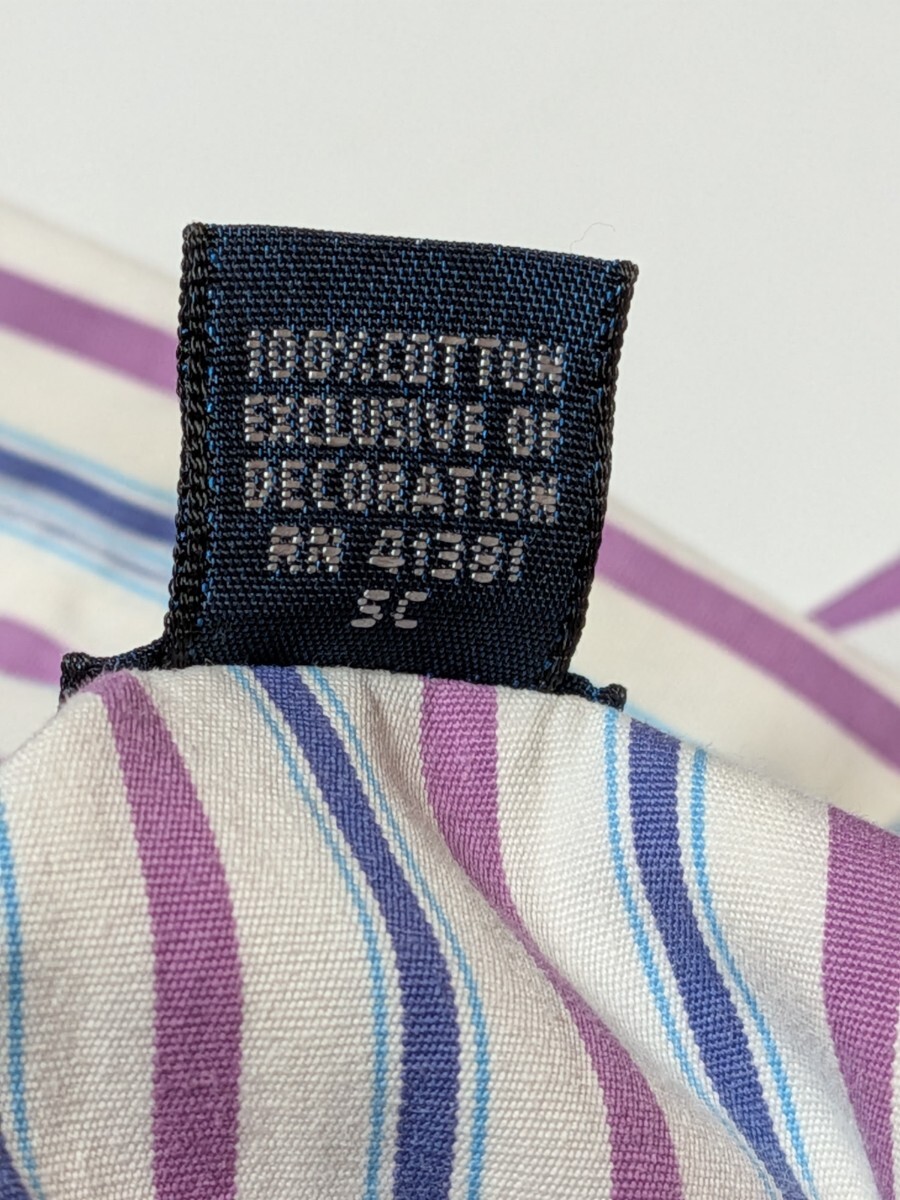 100% COTTON
EXCLUSIVE OF
DECORATION
RN 41381
SC